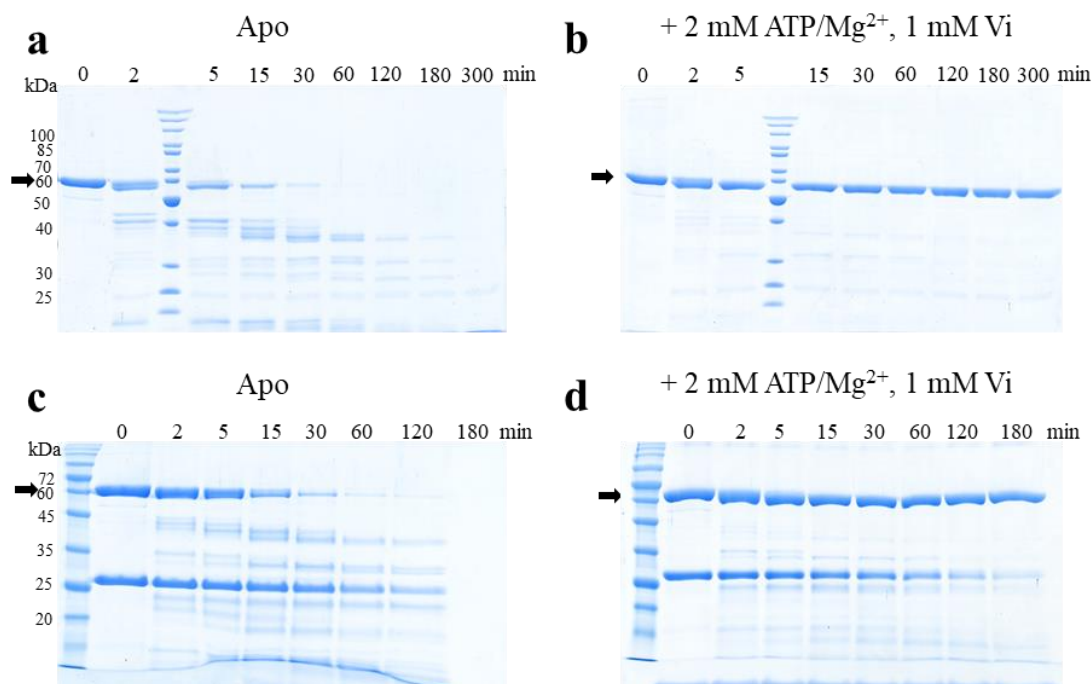 a
Apo
0 2 5 15 30 60 120 180 300 min
kDa
100
85
70
60
50
40
30
25
b
+ 2 mM ATP/Mg²⁺, 1 mM Vi
0 2 5 15 30 60 120 180 300 min
c
Apo
0 2 5 15 30 60 120 180 min
kDa
72
60
45
35
25
20
d
+ 2 mM ATP/Mg²⁺, 1 mM Vi
0 2 5 15 30 60 120 180 min